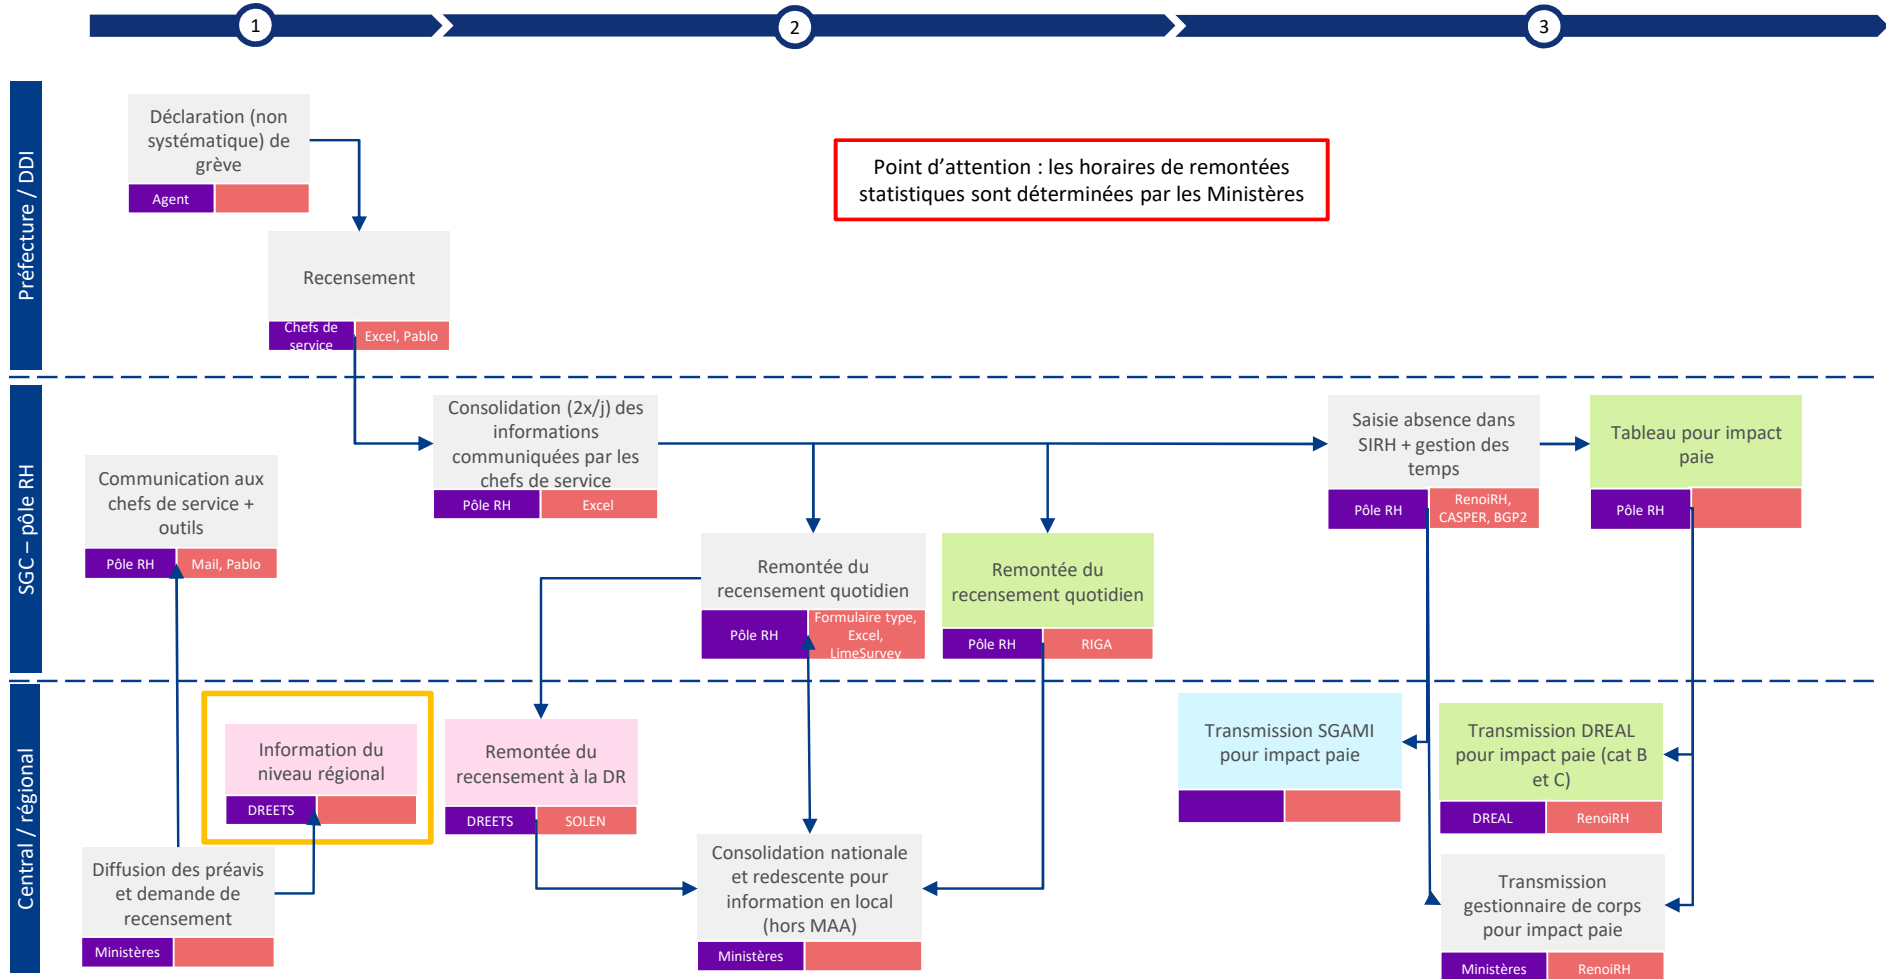 1
2
3
Préfecture / DDI
Déclaration (non
systématique) de
grève
Agent
Point d'attention : les horaires de remontées
statistiques sont déterminées par les Ministères
Recensement
Chefs de
service
Excel, Pablo
SGC – pôle RH
Communication aux
chefs de service +
outils
Pôle RH
Mail, Pablo
Consolidation (2x/j) des
informations
communiquées par les
chefs de service
Pôle RH
Excel
Remontée du
recensement quotidien
Pôle RH
Formulaire type,
Excel,
LimeSurvey
Remontée du
recensement quotidien
Pôle RH
RIGA
Saisie absence dans
SIRH + gestion des
temps
Pôle RH
RenoiRH,
CASPER, BGP2
Tableau pour impact
paie
Pôle RH
Central / régional
Information du
niveau régional
DREETS
Diffusion des préavis
et demande de
recensement
Ministères
Remontée du
recensement à la DR
DREETS
SOLEN
Consolidation nationale
et redescente pour
information en local
(hors MAA)
Ministères
Transmission SGAMI
pour impact paie
Transmission DREAL
pour impact paie (cat B
et C)
DREAL
RenoiRH
Transmission
gestionnaire de corps
pour impact paie
Ministères
RenoiRH